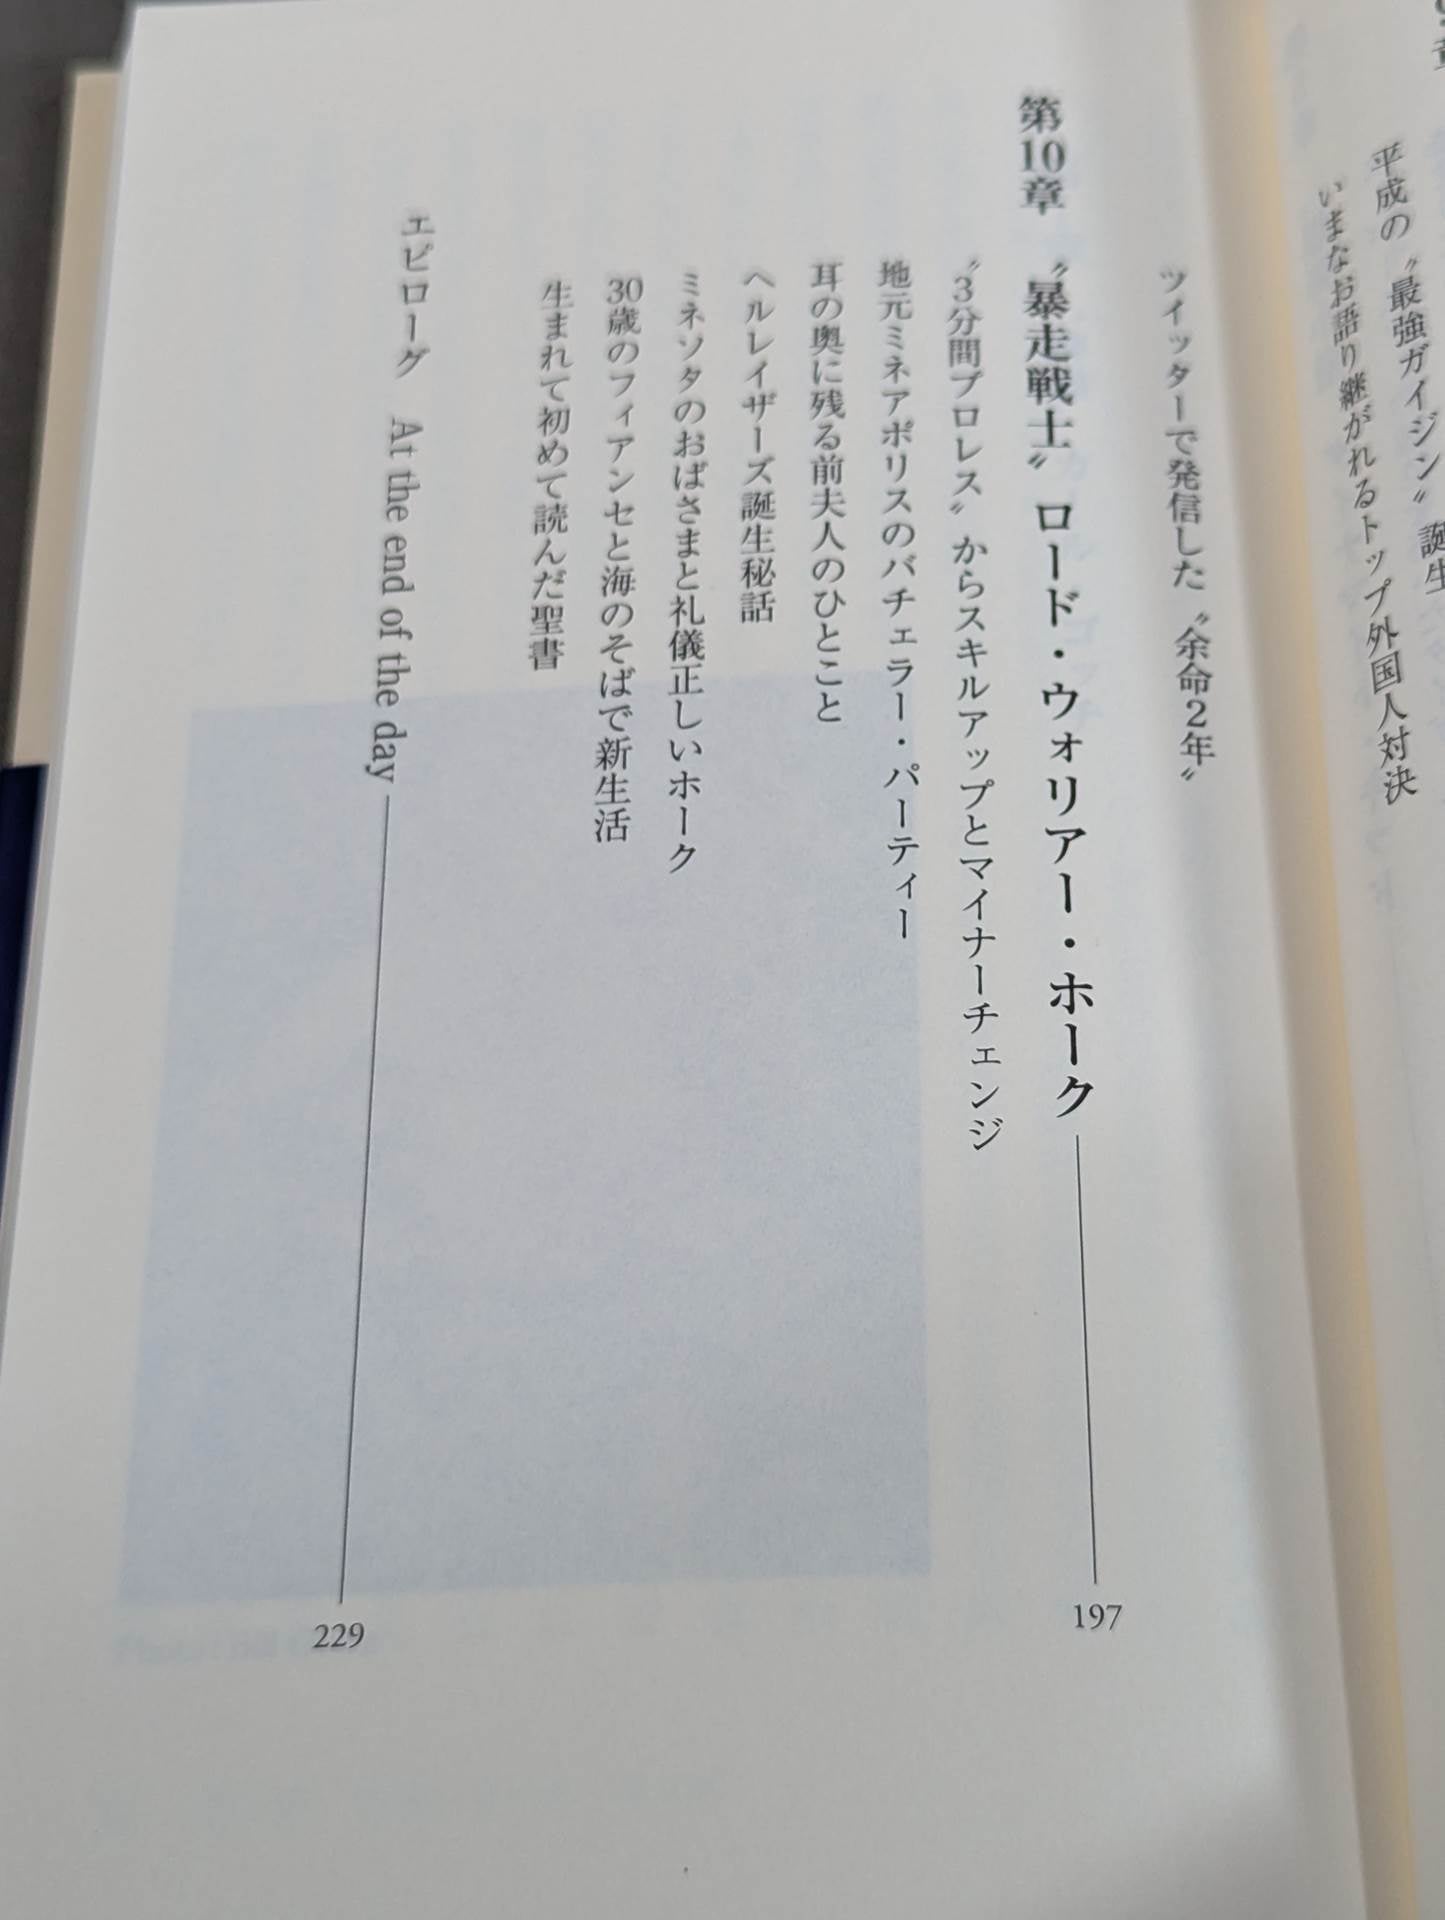 平成の〝最強ガイジン〟誕生
いまなお語り継がれるトップ外国人対決
ツイッターで発信した〝余命2年〟
第10章 〝暴走戦士〟ロード・ウォリアー・ホーク 197
〝3分間プロレス〟からスキルアップとマイナーチェンジ
地元ミネアポリスのバチェラー・パーティー
耳の奥に残る前夫人のひとこと
ヘルレイザーズ誕生秘話
ミネソタのおばさまと礼儀正しいホーク
30歳のフィアンセと海のそばで新生活
生まれて初めて読んだ聖書
エピローグ At the end of the day 229